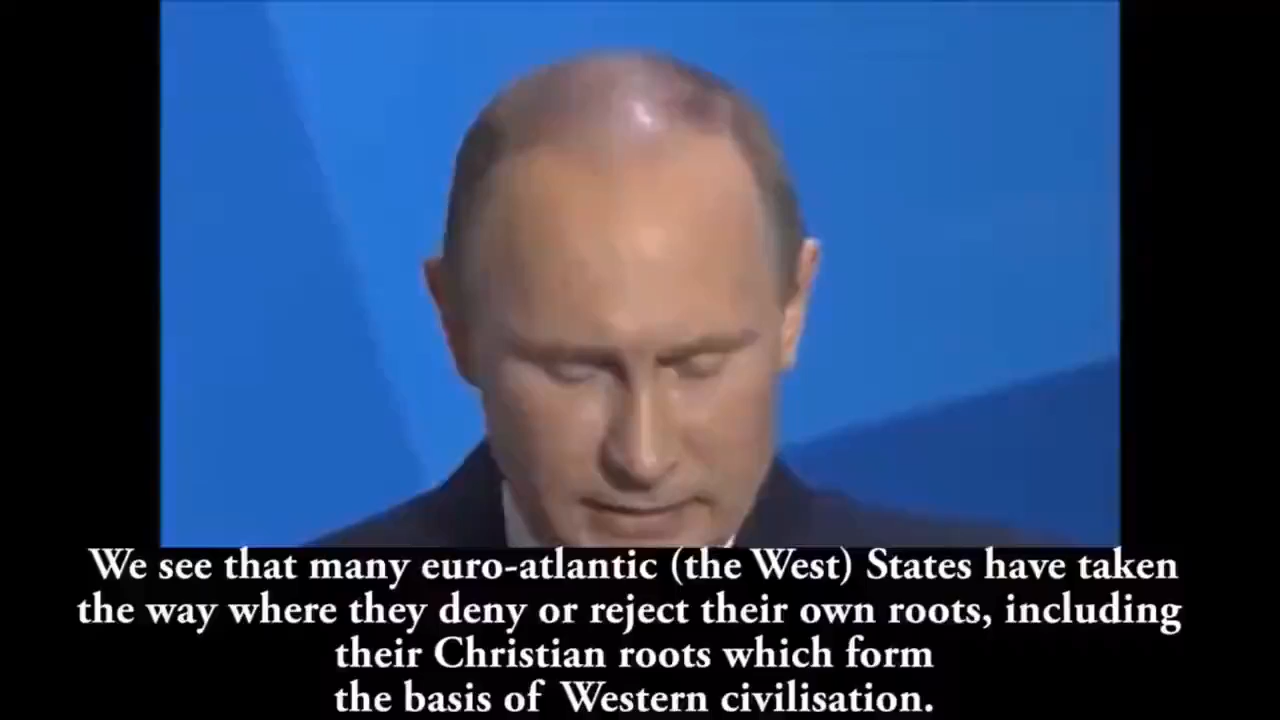 We see that many euro-atlantic (the West) States have taken
the way where they deny or reject their own roots, including
their Christian roots which form
the basis of Western civilisation.